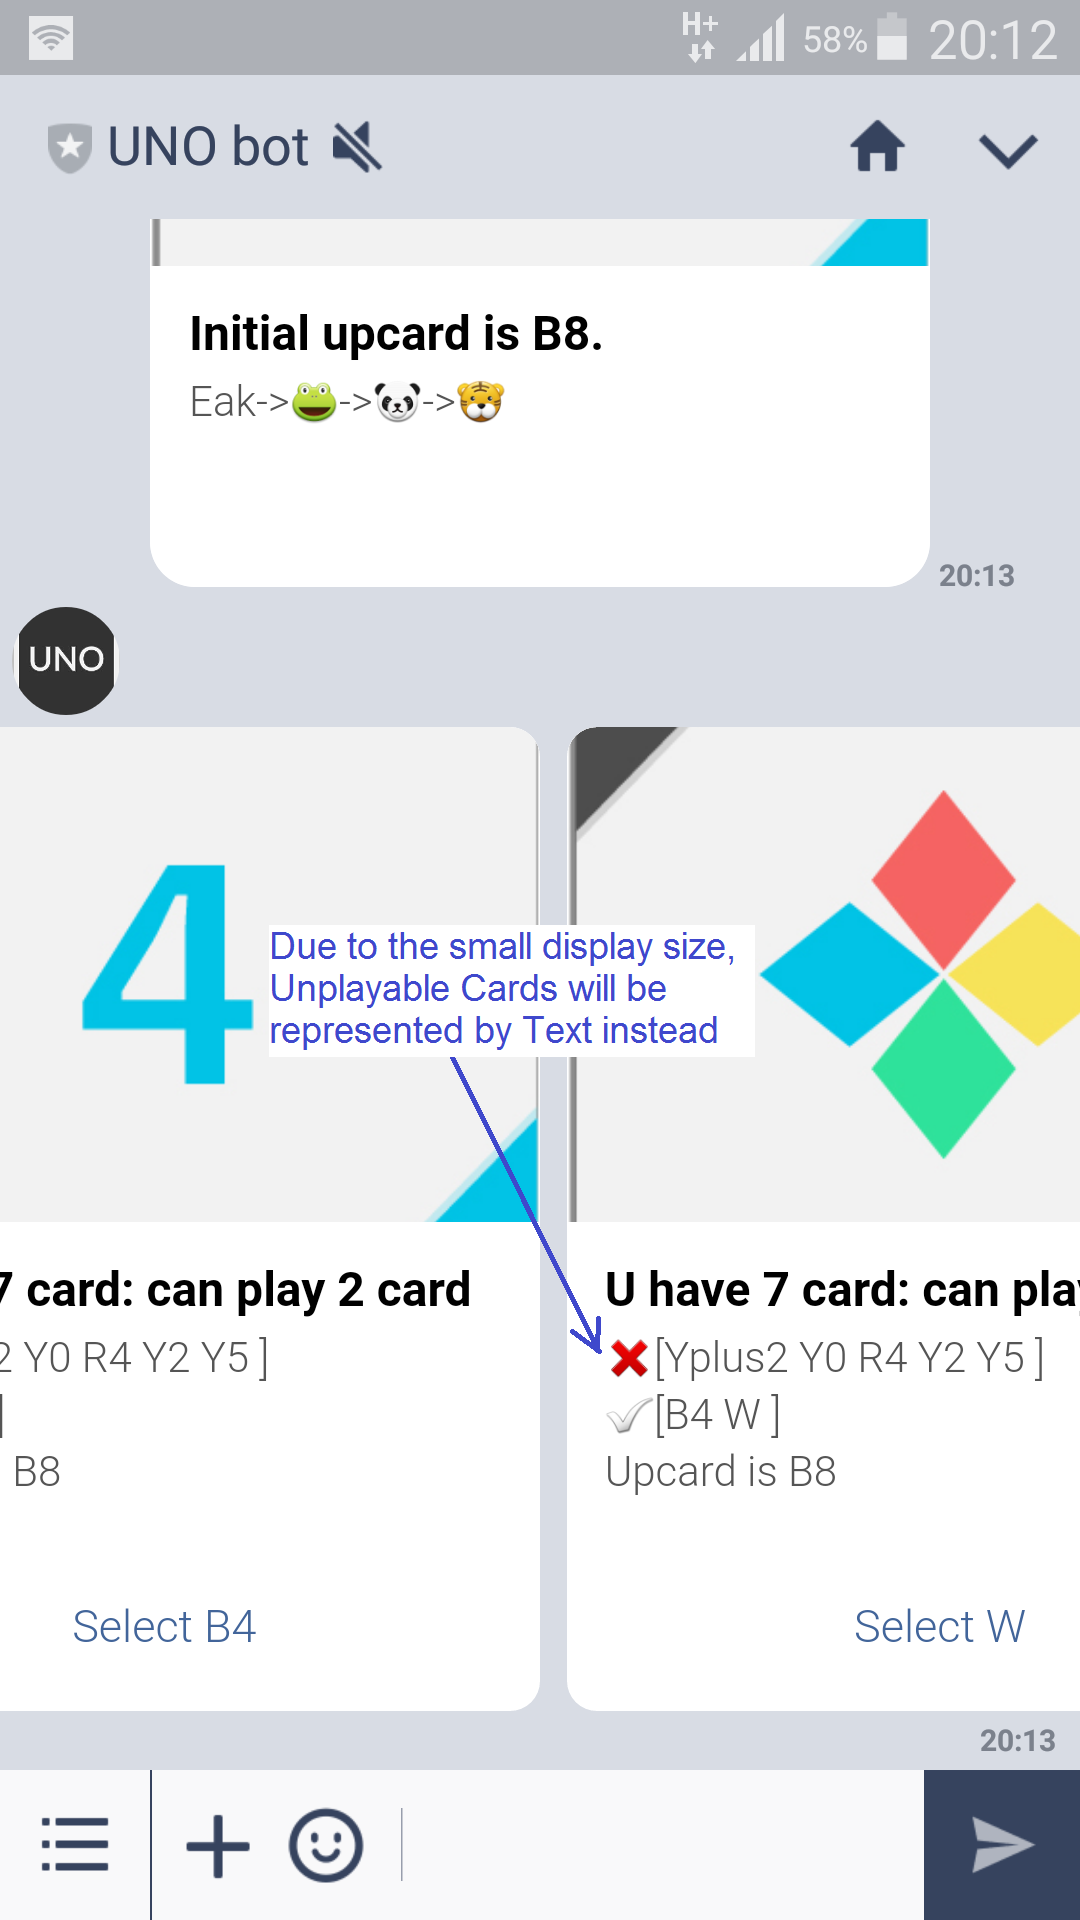 H+ 58% 20:12
UNO bot
Initial upcard is B8.
Eak->🐸->🐼->🐯
20:13
UNO
4
Due to the small display size,
Unplayable Cards will be
represented by Text instead
7 card: can play 2 card
2 Y0 R4 Y2 Y5 ]
]
B8
Select B4
U have 7 card: can play
❌[Yplus2 Y0 R4 Y2 Y5 ]
✔[B4 W ]
Upcard is B8
Select W
20:13